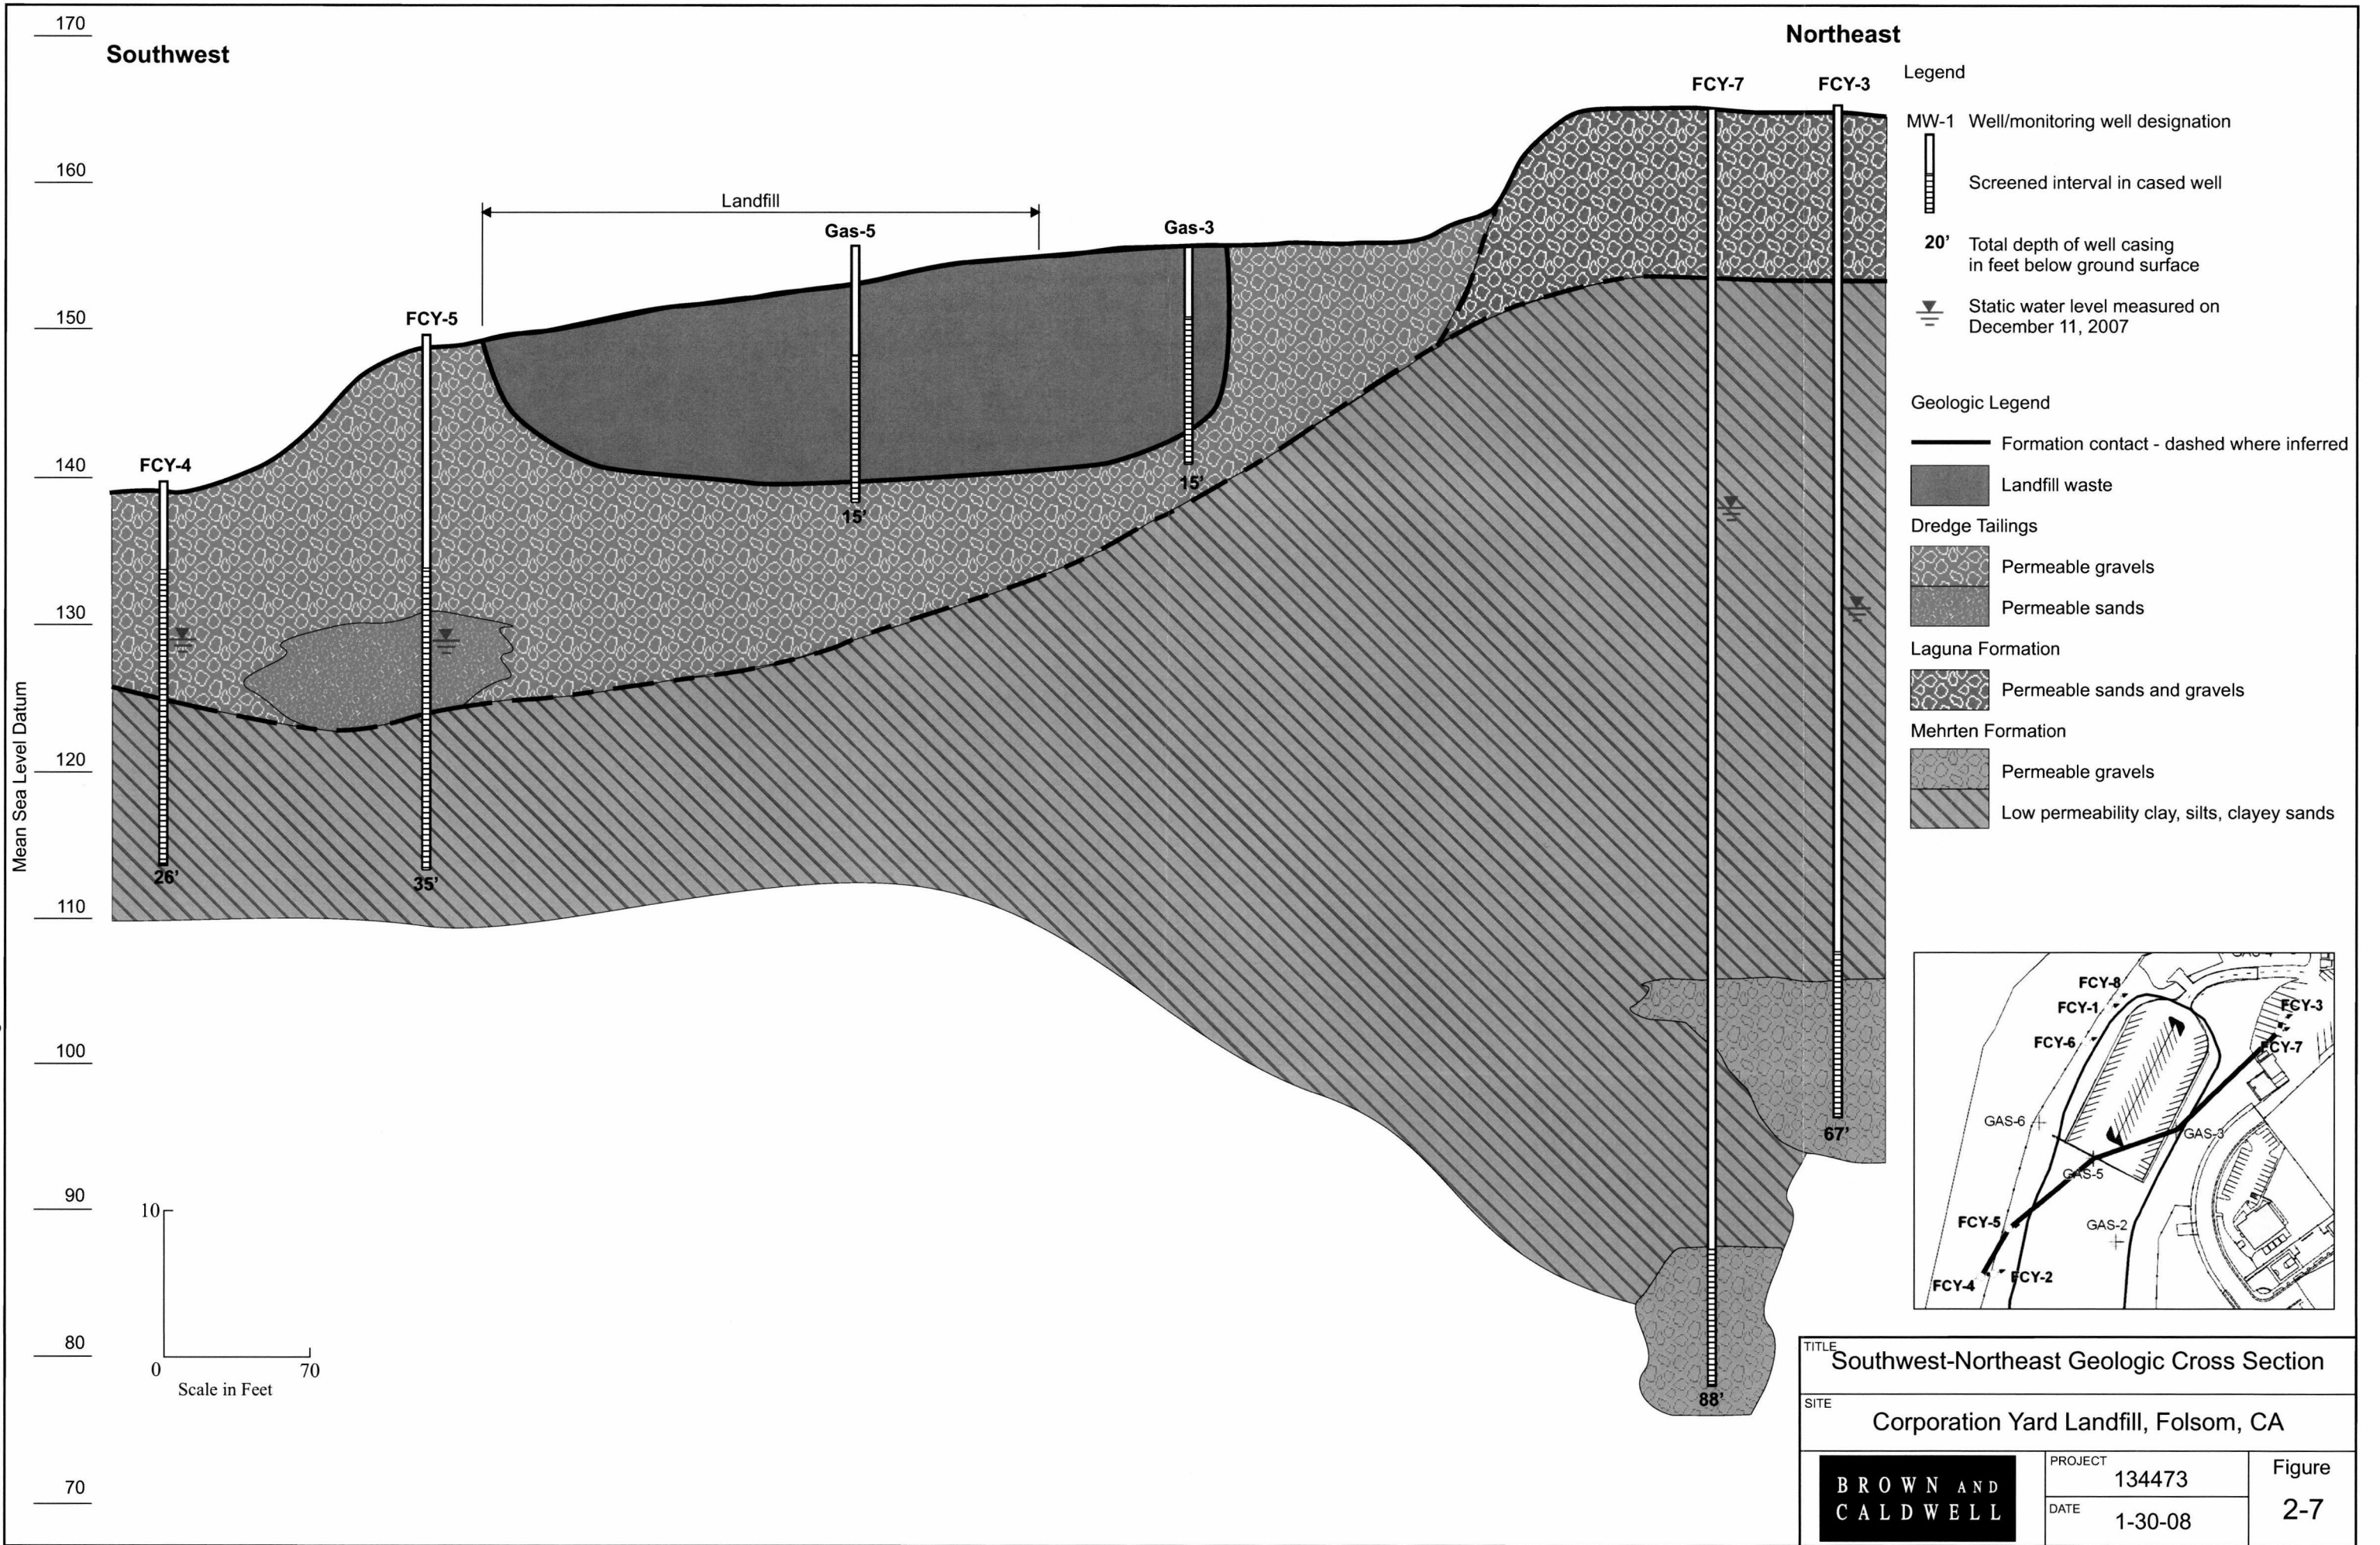 170
160
150
140
130
120
110
100
90
80
70
Mean Sea Level Datum
Southwest
Northeast
FCY-4
FCY-5
Landfill
Gas-5
Gas-3
FCY-7
FCY-3
26'
35'
15'
15'
88'
67'
10
0
70
Scale in Feet
Legend
MW-1 Well/monitoring well designation
Screened interval in cased well
20' Total depth of well casing
in feet below ground surface
Static water level measured on
December 11, 2007
Geologic Legend
Formation contact - dashed where inferred
Landfill waste
Dredge Tailings
Permeable gravels
Permeable sands
Laguna Formation
Permeable sands and gravels
Mehrten Formation
Permeable gravels
Low permeability clay, silts, clayey sands
FCY-8
FCY-1
FCY-3
FCY-6
FCY-7
GAS-6
GAS-3
GAS-5
FCY-5
GAS-2
FCY-2
FCY-4
TITLE
Southwest-Northeast Geologic Cross Section
SITE
Corporation Yard Landfill, Folsom, CA
BROWN AND
CALDWELL
PROJECT
134473
DATE
1-30-08
Figure
2-7